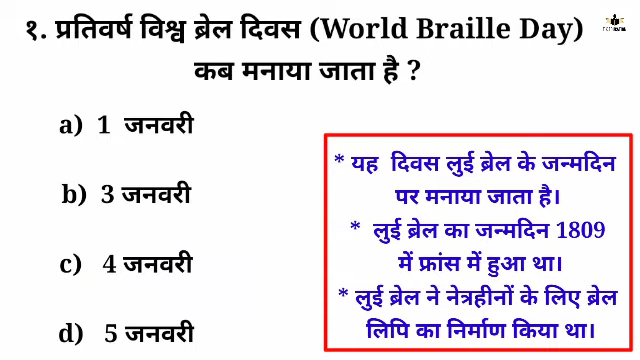 १. प्रतिवर्ष विश्व ब्रेल दिवस (World Braille Day)
कब मनाया जाता है ?
a) 1 जनवरी
b) 3 जनवरी
c) 4 जनवरी
d) 5 जनवरी
* यह दिवस लुई ब्रेल के जन्मदिन
पर मनाया जाता है।
* लुई ब्रेल का जन्मदिन 1809
में फ्रांस में हुआ था।
* लुई ब्रेल ने नेत्रहीनों के लिए ब्रेल
लिपि का निर्माण किया था।